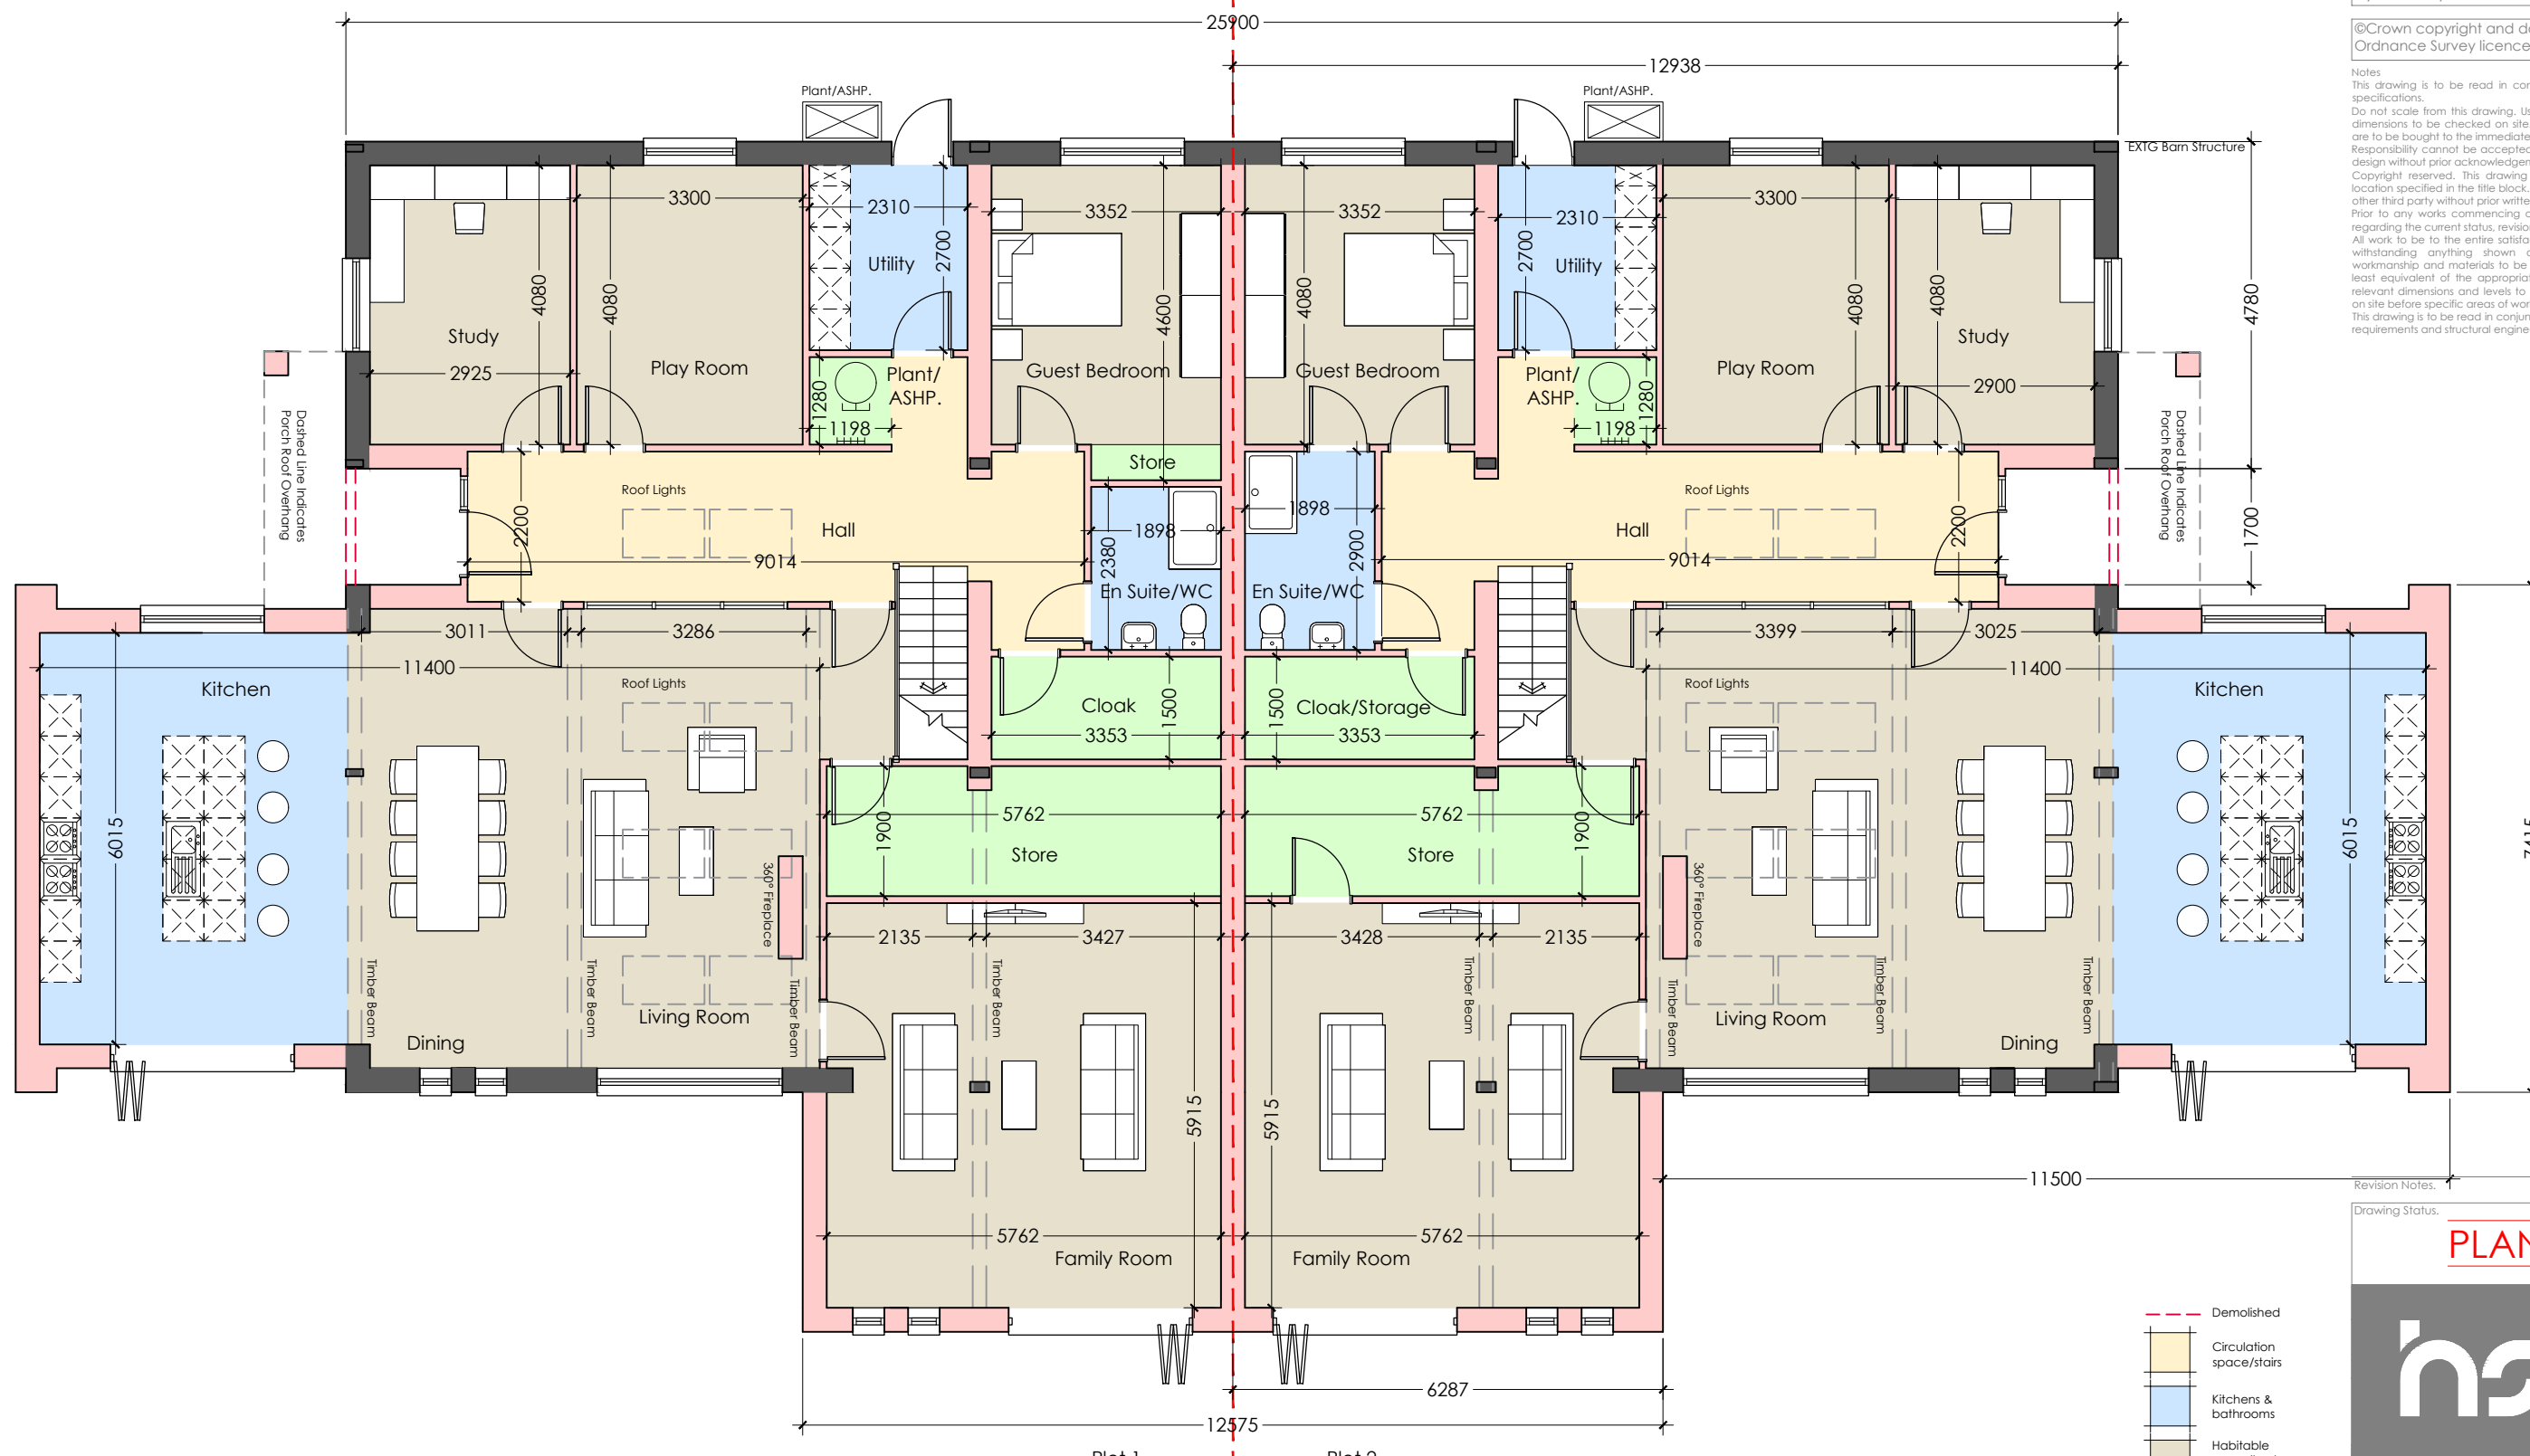 25900
12938
©Crown copyright and
Ordnance Survey licence
Notes
This drawing is to be read in
specifications.
Do not scale from this drawing.
dimensions to be checked on site
are to be bought to the immediate
Responsibility cannot be accepted
design without prior
Copyright reserved. This drawing
location specified in the title block.
other third party without prior
Prior to any works commencing
regarding the current status,
All work to be to the entire
withstanding anything shown
workmanship and materials to be
least equivalent of the
relevant dimensions and levels to
on site before specific areas of
This drawing is to be read in
requirements and structural
Plant/ASHP.
Plant/ASHP.
EXTG Barn Structure
3300
2310
3352
3352
2310
3300
4080
4080
2700
4600
4080
2700
4080
4080
4780
Utility
Utility
Study
Study
2925
Play Room
Play Room
2900
Plant/
ASHP.
Plant/
ASHP.
Guest Bedroom
Guest Bedroom
1280
1198
1280
1198
Dashed Line Indicates
Porch Roof Overhang
Dashed Line Indicates
Porch Roof Overhang
Store
Roof Lights
Roof Lights
Hall
Hall
2200
2200
1898
1898
2380
2900
1700
9014
9014
En Suite/WC
En Suite/WC
3011
3286
3399
3025
11400
11400
Kitchen
Kitchen
Roof Lights
Roof Lights
Cloak
Cloak/Storage
1500
1500
3353
3353
6015
5762
5762
6015
1900
1900
Store
Store
360° Fireplace
360° Fireplace
2135
3427
3428
2135
Timber Beam
Timber Beam
Timber Beam
Timber Beam
Timber Beam
Timber Beam
Timber Beam
Timber Beam
Living Room
Living Room
Dining
Dining
5915
5915
11500
Revision Notes.
Drawing Status.
5762
5762
Family Room
Family Room
Demolished
Circulation
space/stairs
Kitchens &
bathrooms
Habitable
6287
12575
Plot 1
Plot 2